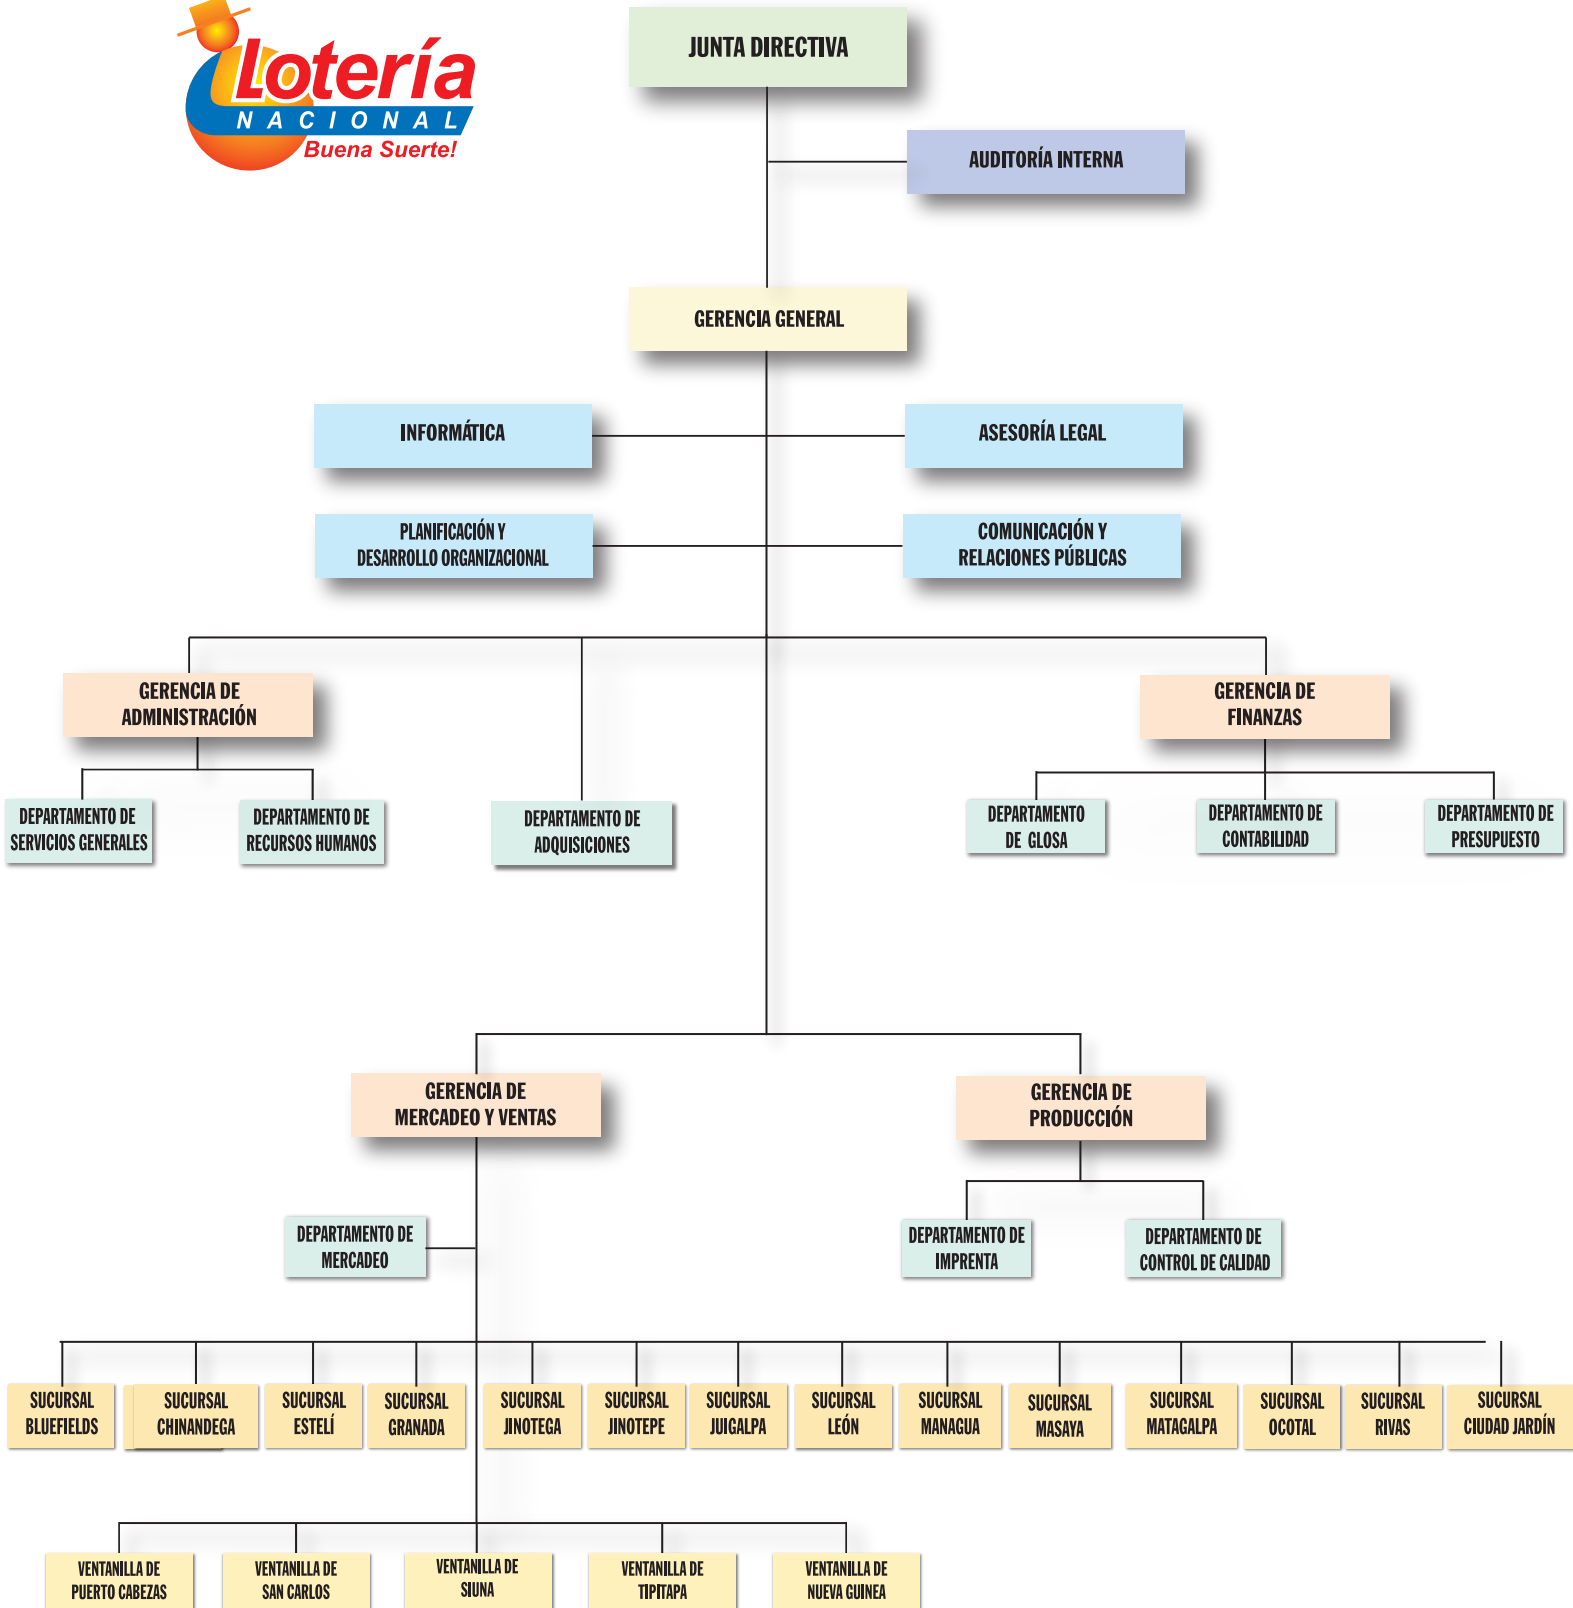 Lotería
NACIONAL
Buena Suerte!
JUNTA DIRECTIVA
AUDITORÍA INTERNA
GERENCIA GENERAL
INFORMÁTICA
ASESORÍA LEGAL
PLANIFICACIÓN Y
DESARROLLO ORGANIZACIONAL
COMUNICACIÓN Y
RELACIONES PÚBLICAS
GERENCIA DE
ADMINISTRACIÓN
GERENCIA DE
FINANZAS
DEPARTAMENTO DE
SERVICIOS GENERALES
DEPARTAMENTO DE
RECURSOS HUMANOS
DEPARTAMENTO DE
ADQUISICIONES
DEPARTAMENTO
DE GLOSA
DEPARTAMENTO DE
CONTABILIDAD
DEPARTAMENTO DE
PRESUPUESTO
GERENCIA DE
MERCADEO Y VENTAS
GERENCIA DE
PRODUCCIÓN
DEPARTAMENTO DE
MERCADEO
DEPARTAMENTO DE
IMPRENTA
DEPARTAMENTO DE
CONTROL DE CALIDAD
SUCURSAL
BLUEFIELDS
SUCURSAL
CHINANDEGA
SUCURSAL
ESTELÍ
SUCURSAL
GRANADA
SUCURSAL
JINOTEGA
SUCURSAL
JINOTEPE
SUCURSAL
JUIGALPA
SUCURSAL
LEÓN
SUCURSAL
MANAGUA
SUCURSAL
MASAYA
SUCURSAL
MATAGALPA
SUCURSAL
OCOTAL
SUCURSAL
RIVAS
SUCURSAL
CIUDAD JARDÍN
VENTANILLA DE
PUERTO CABEZAS
VENTANILLA DE
SAN CARLOS
VENTANILLA DE
SIUNA
VENTANILLA DE
TIPITAPA
VENTANILLA DE
NUEVA GUINEA